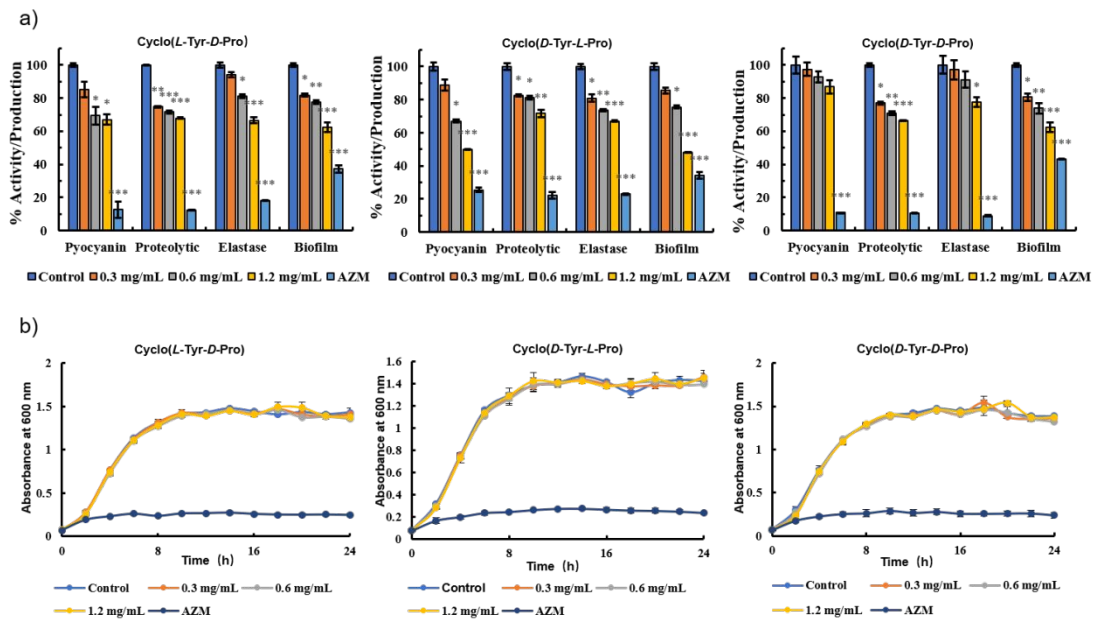 a)
Cyclo(L-Tyr-D-Pro)
% Activity/Production
100
80
60
40
20
0
* *
** *** ***
***
* ***
***
* ** *** ***
Pyocyanin Proteolytic Elastase Biofilm
Control 0.3 mg/mL 0.6 mg/mL 1.2 mg/mL AZM
Cyclo(D-Tyr-L-Pro)
% Activity/Production
100
80
60
40
20
0
* *** ***
* * ** ***
* ** *** ***
* *** ***
Pyocyanin Proteolytic Elastase Biofilm
Control 0.3 mg/mL 0.6 mg/mL 1.2 mg/mL AZM
Cyclo(D-Tyr-D-Pro)
% Activity/Production
100
80
60
40
20
0
***
* ** *** ***
* ***
* ** *** ***
Pyocyanin Proteolytic Elastase Biofilm
Control 0.3 mg/mL 0.6 mg/mL 1.2 mg/mL AZM
b)
Cyclo(L-Tyr-D-Pro)
Absorbance at 600 nm
2
1.5
1
0.5
0
0 8 16 24
Time (h)
Control 0.3 mg/mL 0.6 mg/mL
1.2 mg/mL AZM
Cyclo(D-Tyr-L-Pro)
Absorbance at 600 nm
1.6
1.4
1.2
1
0.8
0.6
0.4
0.2
0
0 8 16 24
Time (h)
Control 0.3 mg/mL 0.6 mg/mL
1.2 mg/mL AZM
Cyclo(D-Tyr-D-Pro)
Absorbance at 600 nm
2
1.5
1
0.5
0
0 8 16 24
Time (h)
Control 0.3 mg/mL 0.6 mg/mL
1.2 mg/mL AZM